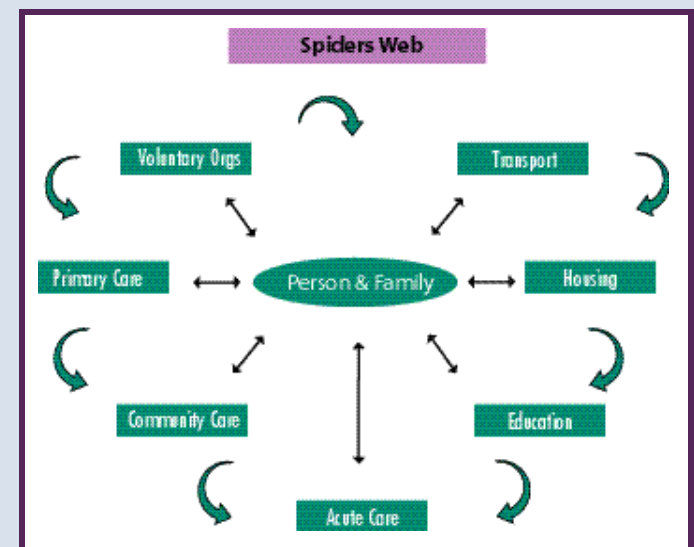 Spiders Web
Voluntary Orgs
Transport
Primary Care
Person & Family
Housing
Community Care
Education
Acute Care